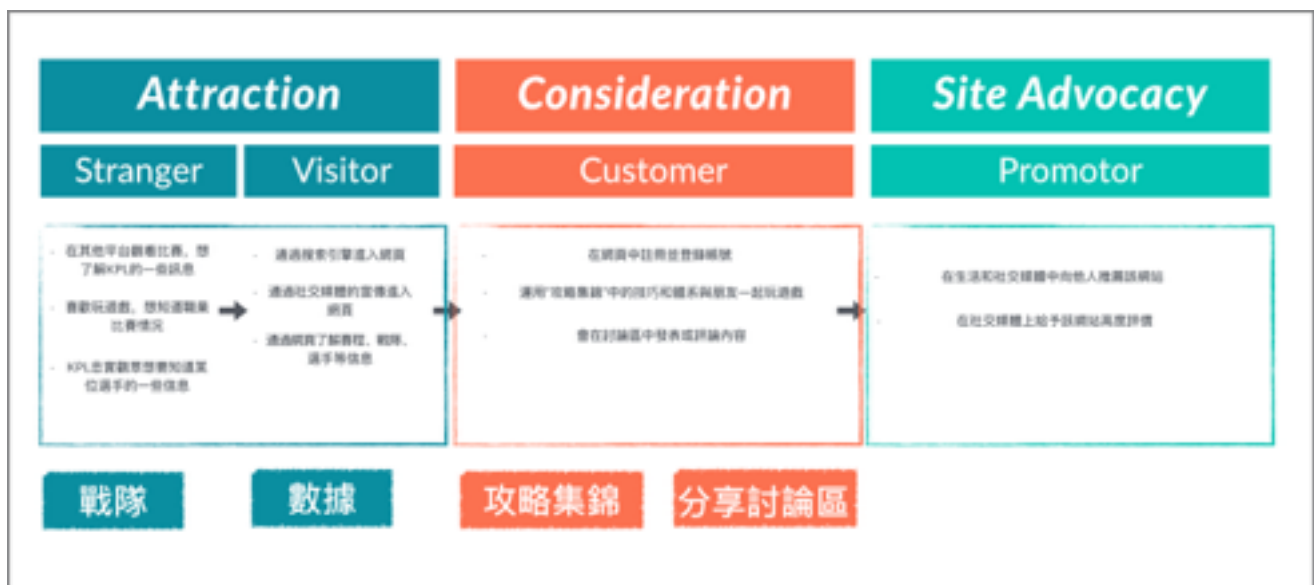 Attraction
Consideration
Site Advocacy
Stranger
Visitor
Customer
Promotor
在其他平台觀看比賽，想
了解KPL的一些訊息
喜歡玩遊戲，想知道職業
比賽情況
KPL忠實觀眾想要知道某
位選手的一些信息
通過搜索引擎進入網頁
通過社交媒體的宣傳進入
網頁
通過網頁了解賽程、戰隊、
選手等信息
在網頁中註冊並登錄帳號
運用“攻略集錦”中的技巧和體系與朋友一起玩遊戲
會在討論區中發表或評論內容
在生活和社交媒體中向他人推薦該網站
在社交媒體上給予該網站高度評價
戰隊
數據
攻略集錦
分享討論區